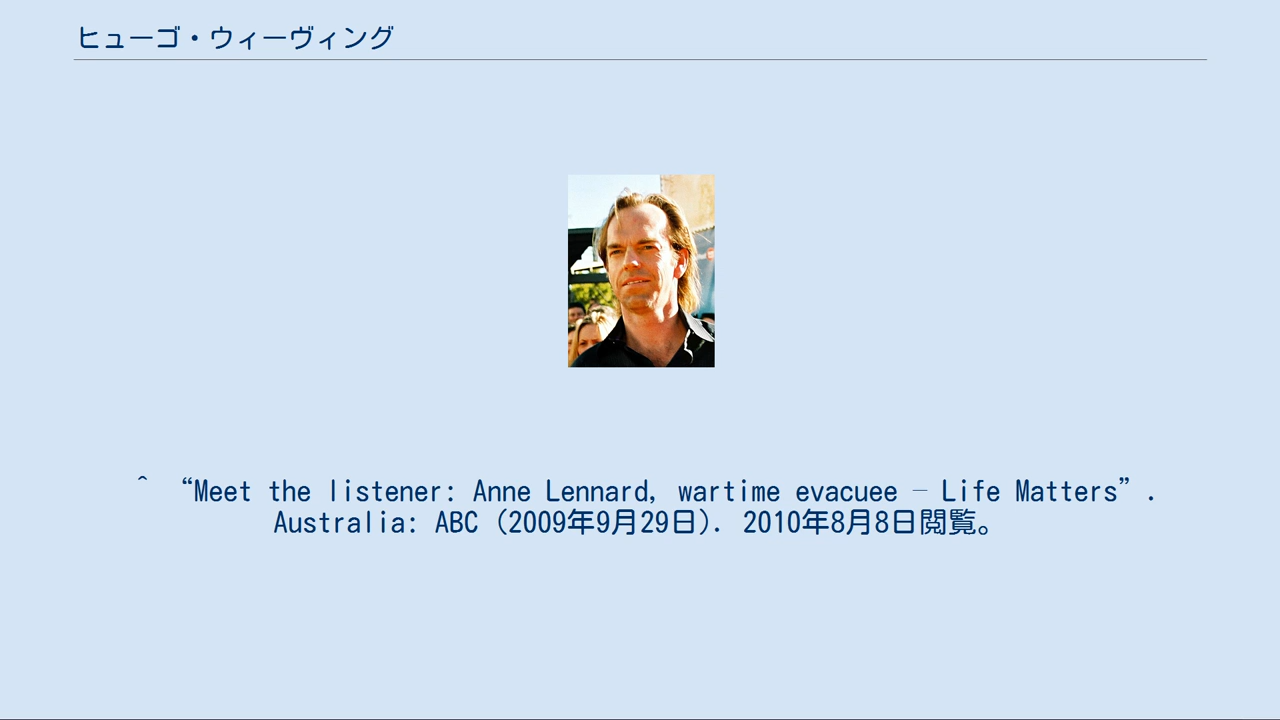 ヒューゴ・ウィーヴィング
^ “Meet the listener: Anne Lennard, wartime evacuee – Life Matters”.
Australia: ABC (2009年9月29日). 2010年8月8日閲覧。